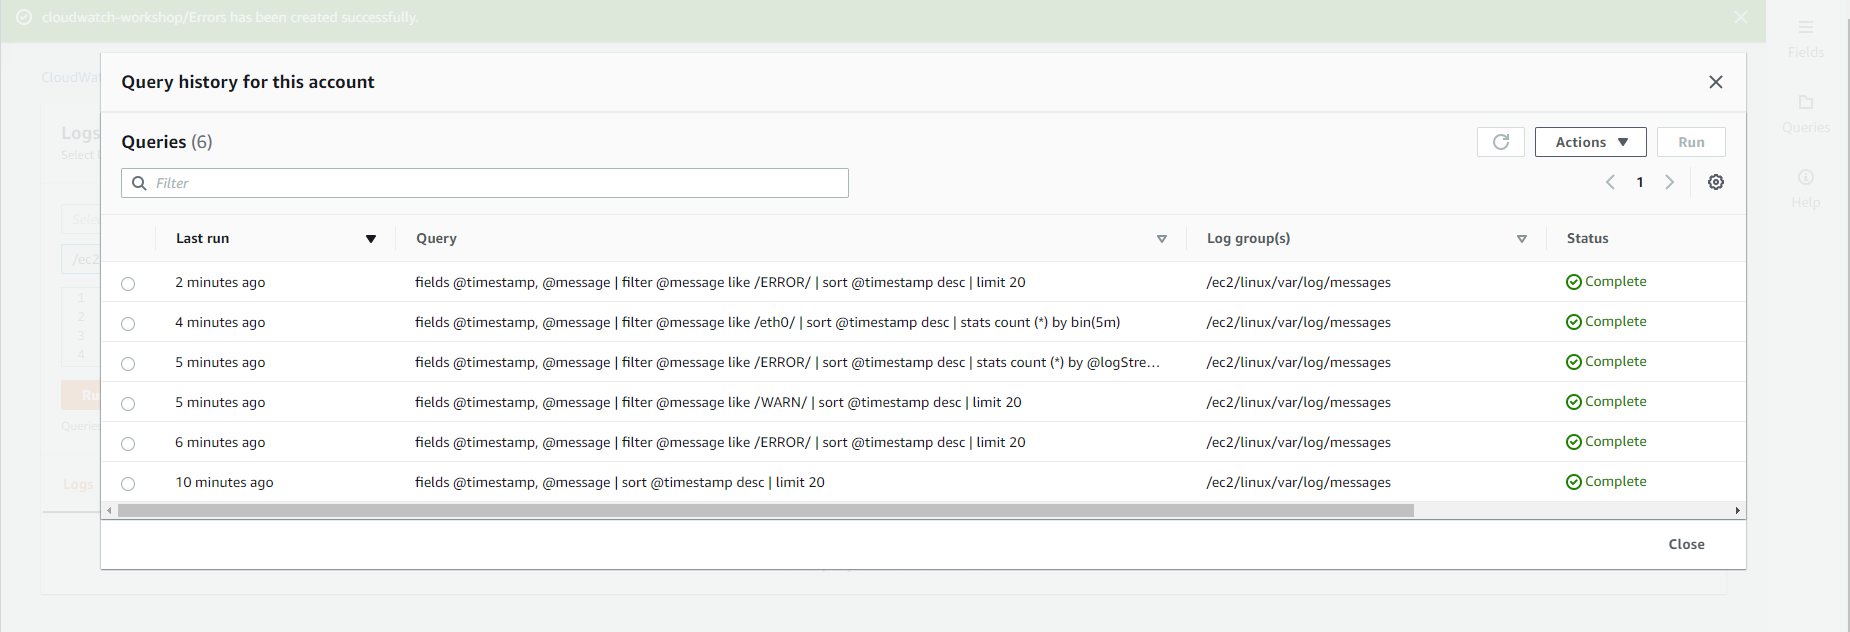 cloudwatch-workshop/Errors has been created successfully.
Fields
CloudWat
Query history for this account
Logs
Select
Queries (6)
Actions
Run
Queries
Filter
1
Help
Sele
Last run
Query
Log group(s)
Status
/ec2
2 minutes ago
fields @timestamp, @message | filter @message like /ERROR/ | sort @timestamp desc | limit 20
/ec2/linux/var/log/messages
Complete
1
2
3
4
4 minutes ago
fields @timestamp, @message | filter @message like /eth0/ | sort @timestamp desc | stats count (*) by bin(5m)
/ec2/linux/var/log/messages
Complete
5 minutes ago
fields @timestamp, @message | filter @message like /ERROR/ | sort @timestamp desc | stats count (*) by @logStre...
/ec2/linux/var/log/messages
Complete
Ru
5 minutes ago
fields @timestamp, @message | filter @message like /WARN/ | sort @timestamp desc | limit 20
/ec2/linux/var/log/messages
Complete
Queries
6 minutes ago
fields @timestamp, @message | filter @message like /ERROR/ | sort @timestamp desc | limit 20
/ec2/linux/var/log/messages
Complete
Logs
10 minutes ago
fields @timestamp, @message | sort @timestamp desc | limit 20
/ec2/linux/var/log/messages
Complete
Close